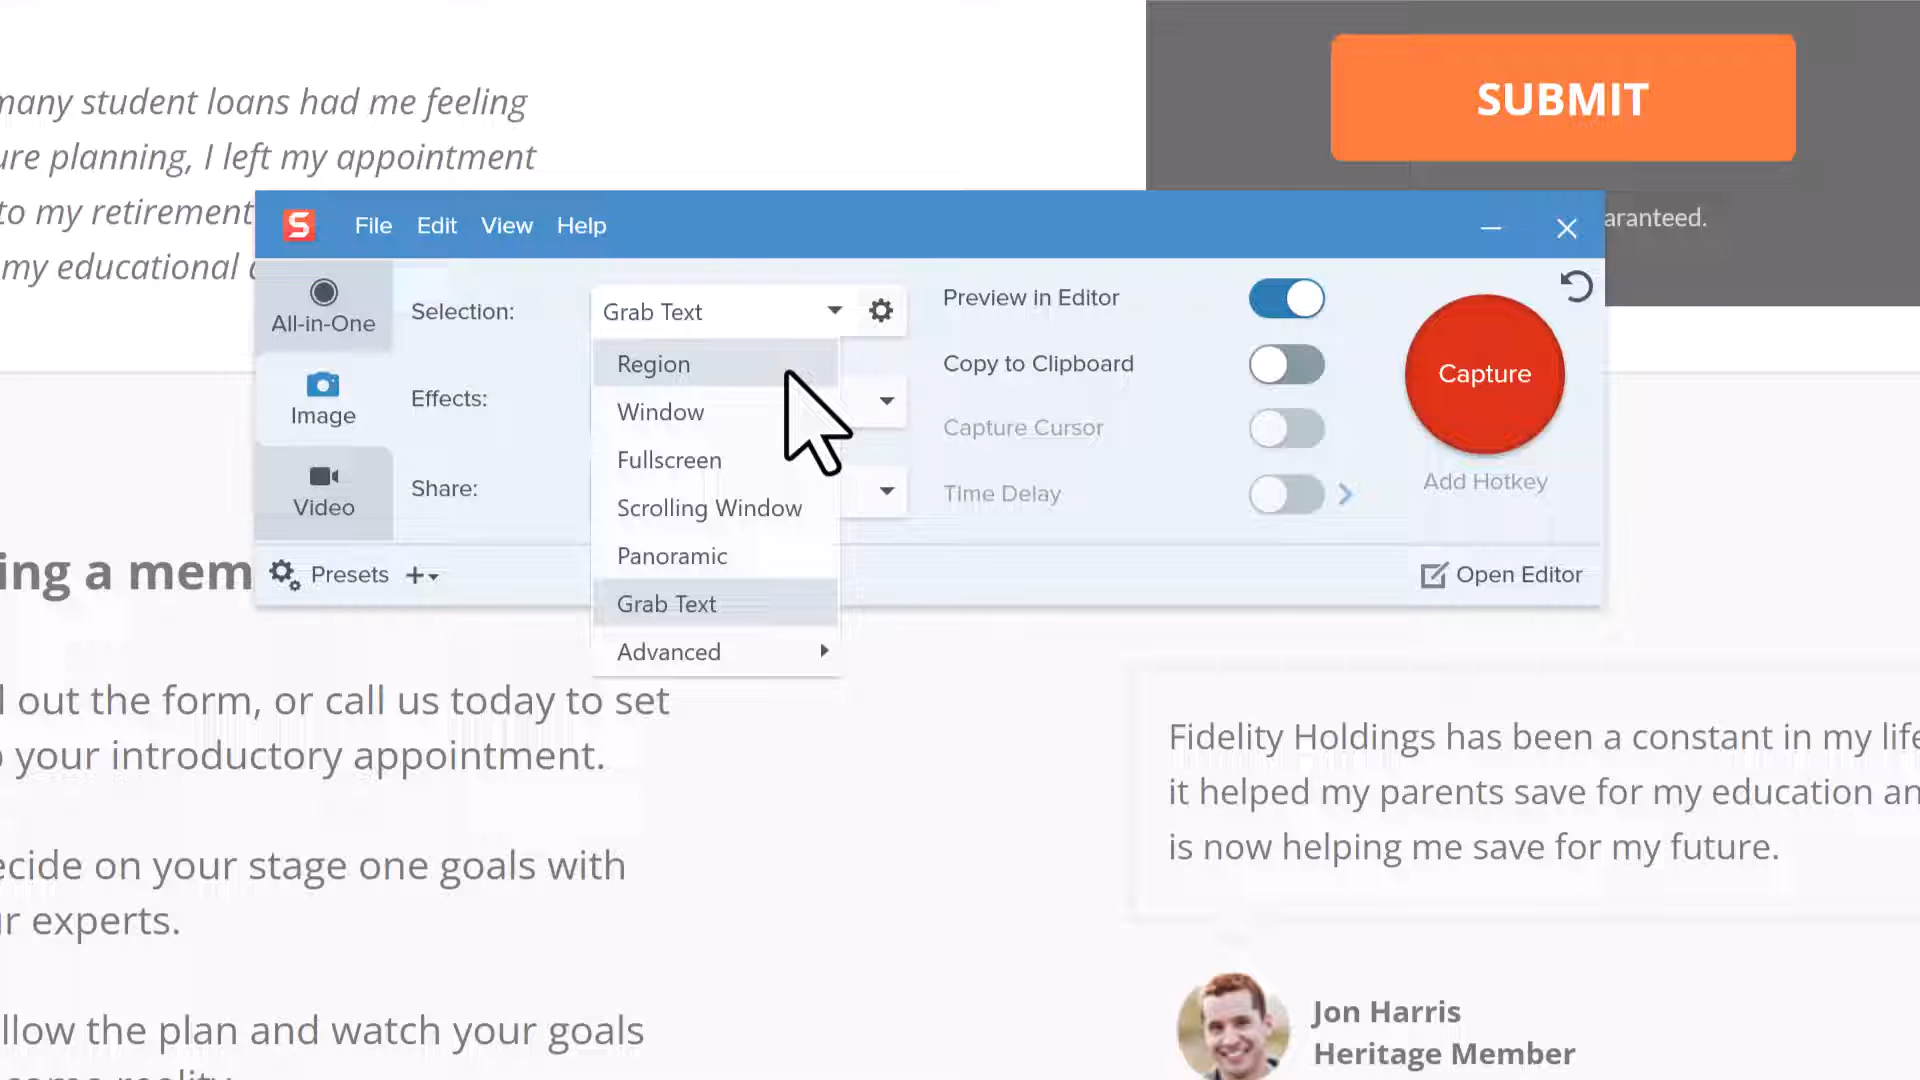 many student loans had me feeling
ure planning, I left my appointment
to my retirement
my educational
SUBMIT
aranteed.
S
File Edit View Help
All-in-One
Image
Video
Selection:
Grab Text
Effects:
Share:
Region
Window
Fullscreen
Scrolling Window
Panoramic
Grab Text
Advanced
Preview in Editor
Copy to Clipboard
Capture Cursor
Time Delay
Capture
Add Hotkey
Presets
Open Editor
ing a mem
l out the form, or call us today to set
your introductory appointment.
ecide on your stage one goals with
ur experts.
llow the plan and watch your goals
Fidelity Holdings has been a constant in my life
it helped my parents save for my education an
is now helping me save for my future.
Jon Harris
Heritage Member